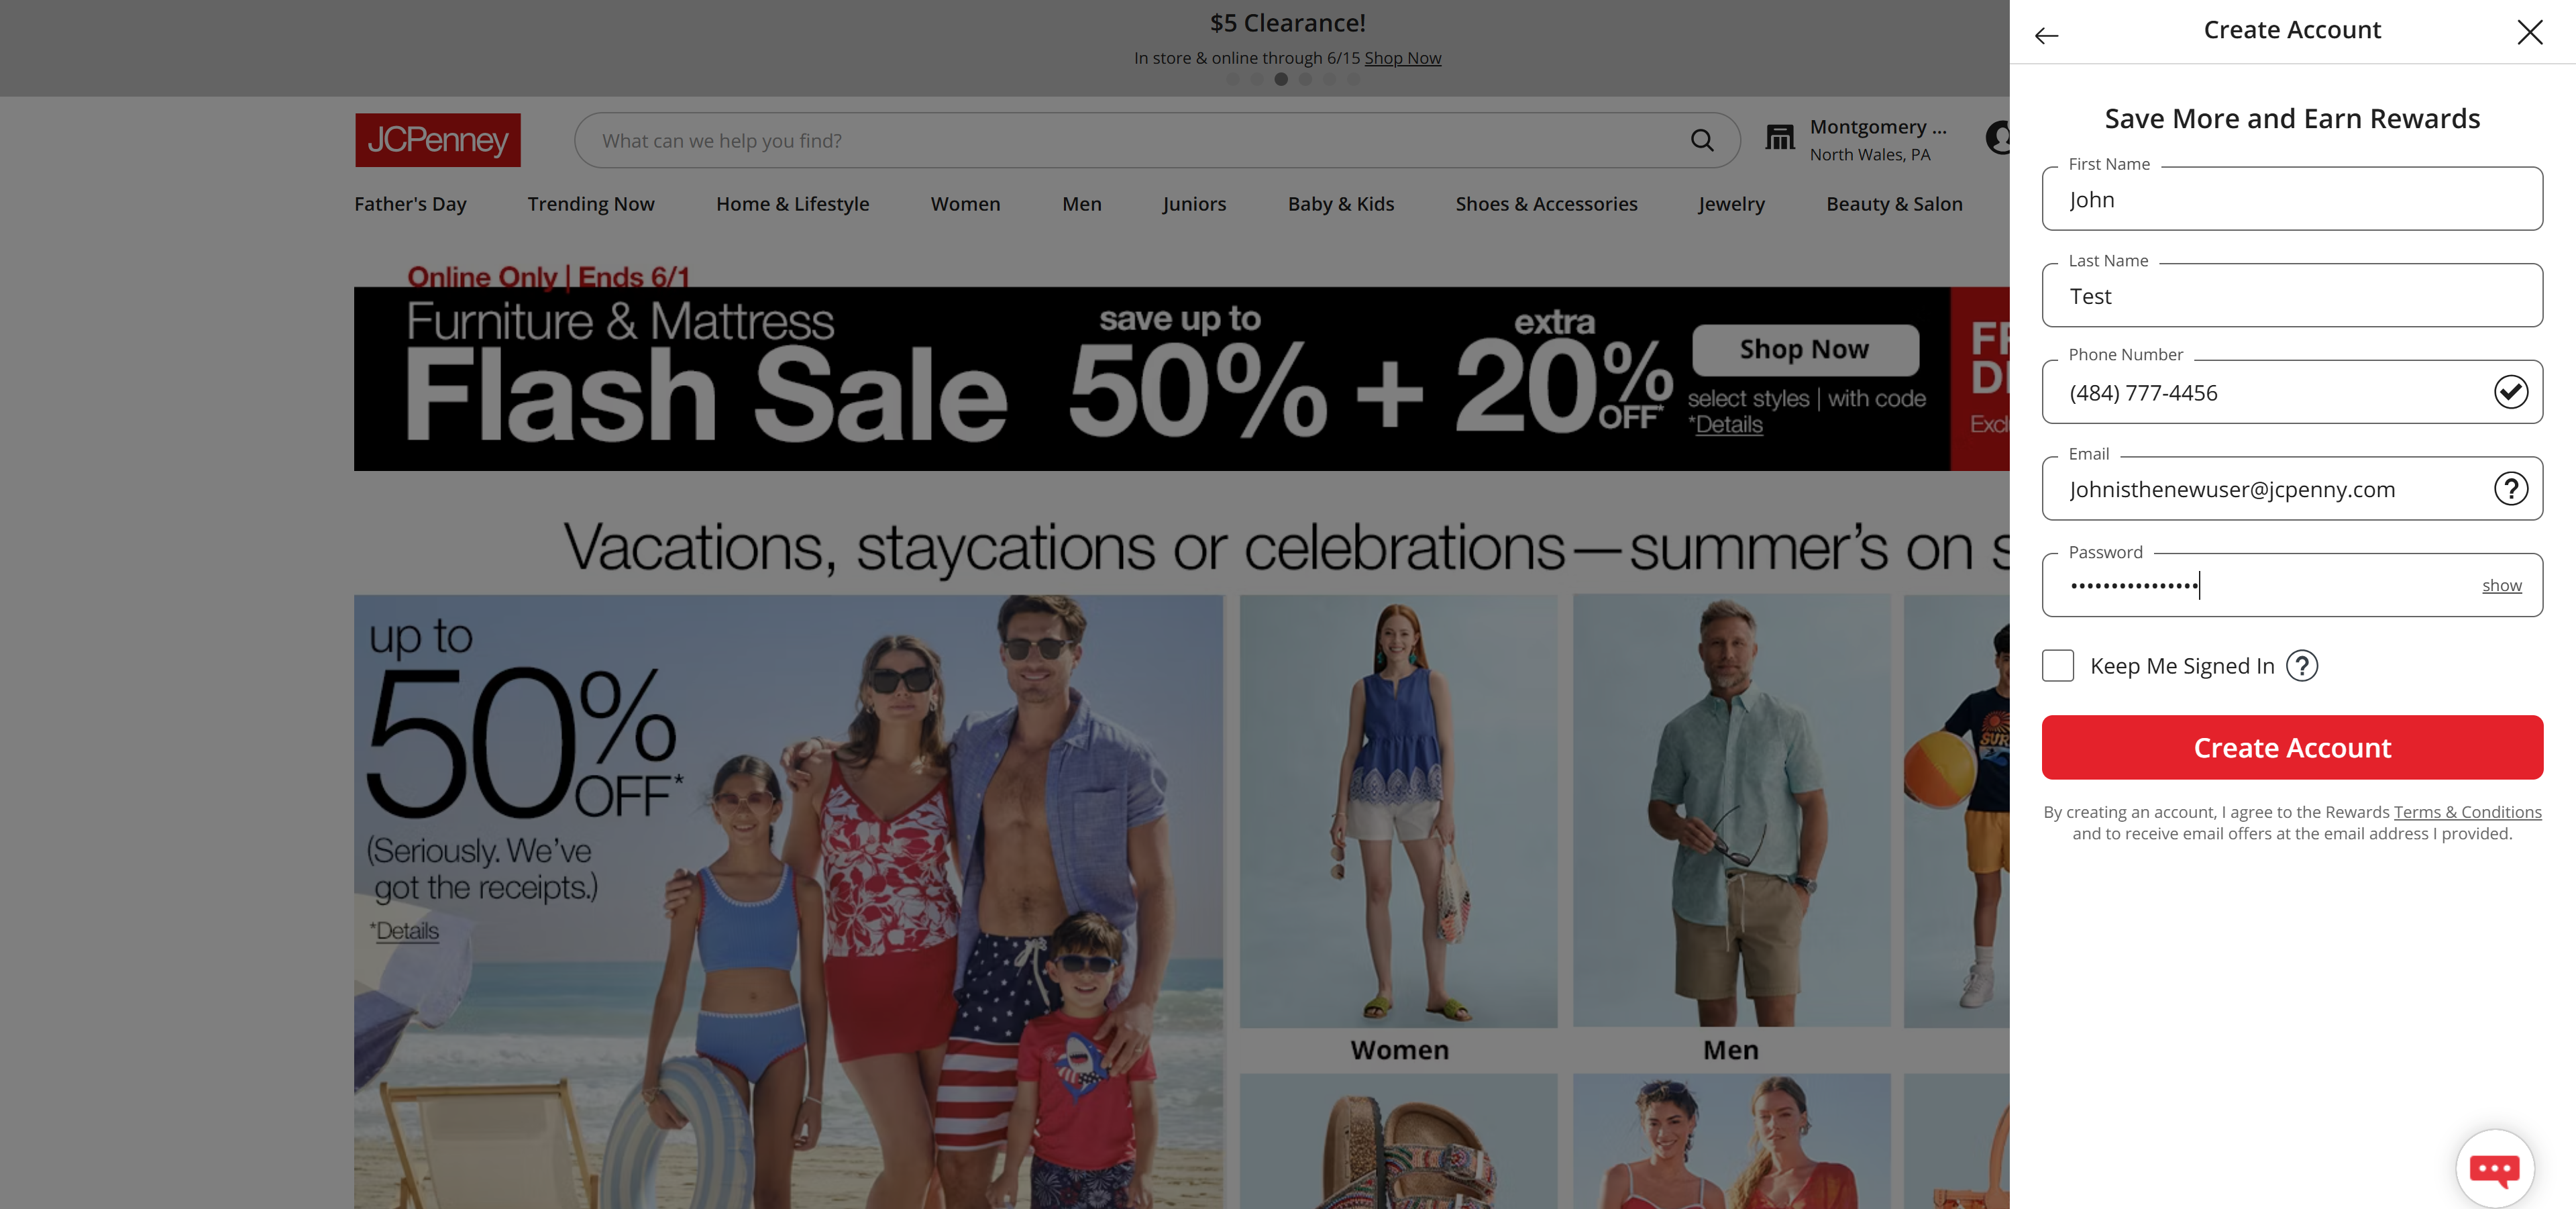 $5 Clearance!
In store & online through 6/15 Shop Now
JCPenney
What can we help you find?
Montgomery ...
North Wales, PA
Father's Day
Trending Now
Home & Lifestyle
Women
Men
Juniors
Baby & Kids
Shoes & Accessories
Jewelry
Beauty & Salon
Online Only | Ends 6/1
Furniture & Mattress
Flash Sale
save up to
50% +
extra
20% OFF*
Shop Now
select styles | with code
*Details
Vacations, staycations or celebrations—summer's on
up to
50% OFF*
(Seriously. We've
got the receipts.)
*Details
Women
Men
Create Account
Save More and Earn Rewards
First Name
John
Last Name
Test
Phone Number
(484) 777-4456
Email
Johnisthenewuser@jcpenny.com
Password
••••••••••••••••
show
Keep Me Signed In
Create Account
By creating an account, I agree to the Rewards Terms & Conditions
and to receive email offers at the email address I provided.